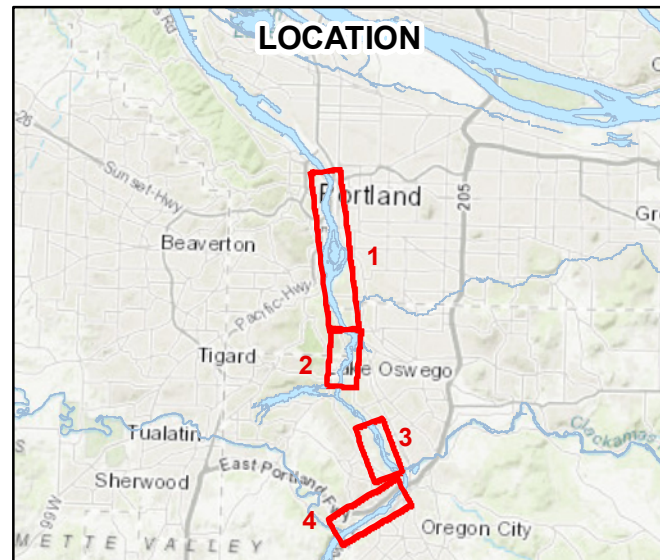 LOCATION
Rd
26
Sunset-Hwy
Portland
205
Gr
Beaverton
1
Pacific-Hwy
Tigard
2
Lake Oswego
3
Tualatin
Clackamas
Sherwood
East Portland Fwy
99W
4
Oregon City
METTE VALLEY